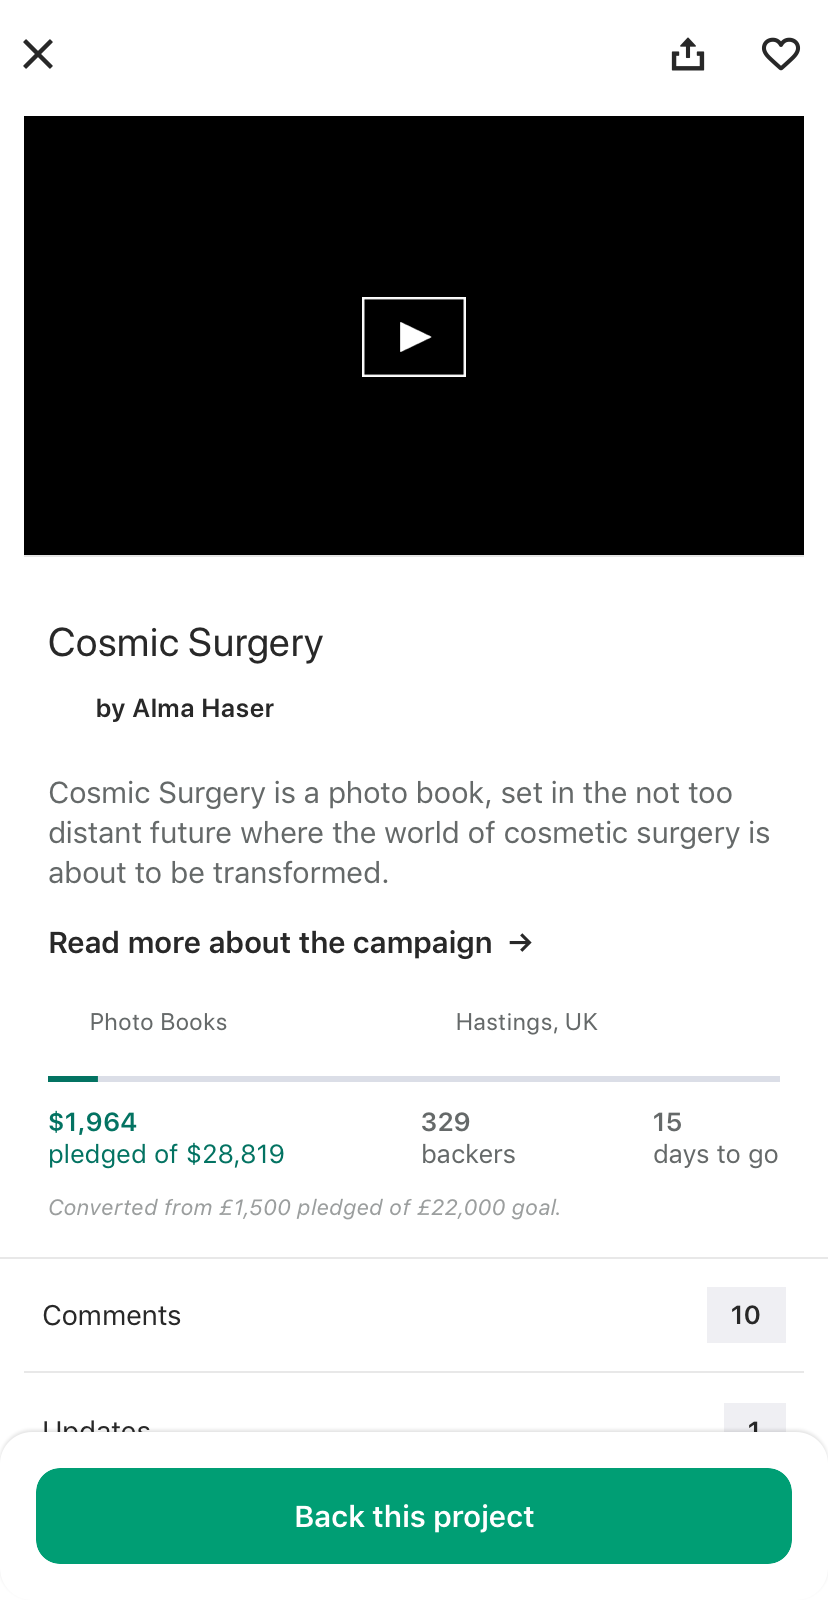 Cosmic Surgery
by Alma Haser
Cosmic Surgery is a photo book, set in the not too
distant future where the world of cosmetic surgery is
about to be transformed.
Read more about the campaign →
Photo Books
Hastings, UK
$1,964
pledged of $28,819
329
backers
15
days to go
Converted from £1,500 pledged of £22,000 goal.
Comments
10
Updates
1
Back this project